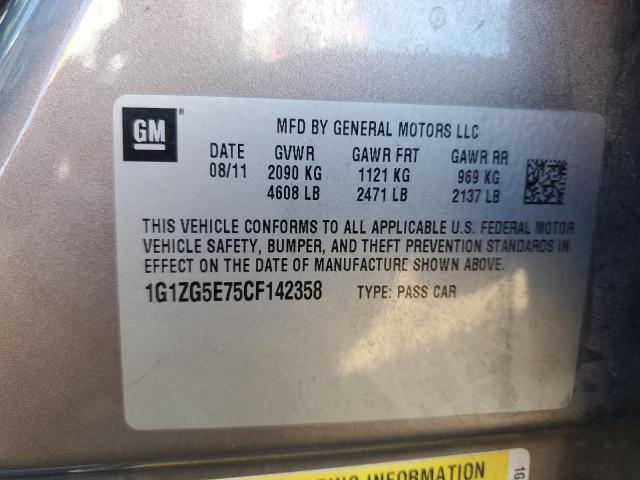 GM
MFD BY GENERAL MOTORS LLC
DATE GVWR GAWR FRT GAWR RR
08/11 2090 KG 1121 KG 969 KG
4608 LB 2471 LB 2137 LB
THIS VEHICLE CONFORMS TO ALL APPLICABLE U.S. FEDERAL MOTOR
VEHICLE SAFETY, BUMPER, AND THEFT PREVENTION STANDARDS IN
EFFECT ON THE DATE OF MANUFACTURE SHOWN ABOVE.
1G1ZG5E75CF142358 TYPE: PASS CAR
INFORMATION
1G